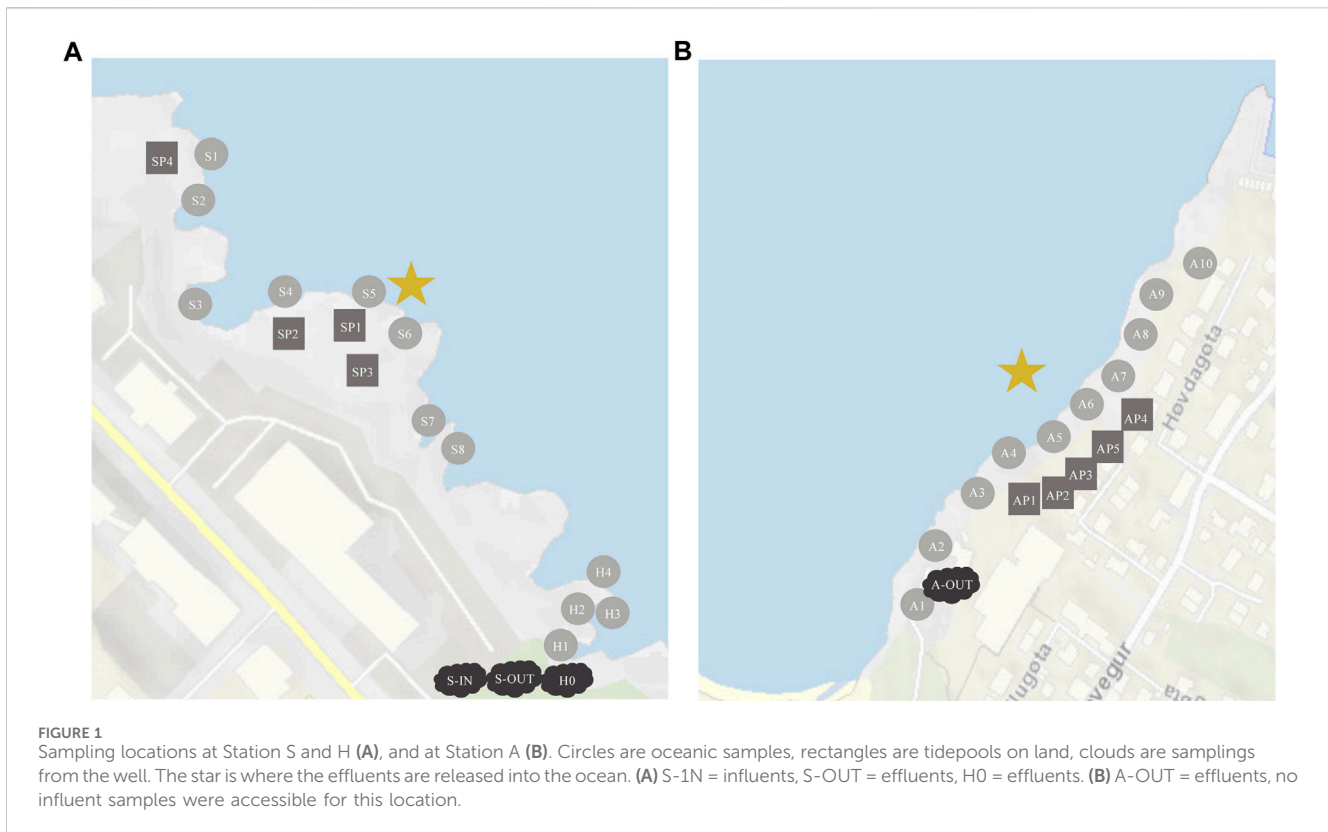 A
B
SP4
S1
S2
S3
S4
S5
SP2
SP1
S6
SP3
S7
S8
H4
H2
H3
H1
S-IN
S-OUT
H0
A10
A9
A8
A7
A6
AP4
A5
AP5
A4
AP3
A3
AP2
AP1
A2
A-OUT
A1
Høvdagota
llugota
vegur
gota
FIGURE 1
Sampling locations at Station S and H (A), and at Station A (B). Circles are oceanic samples, rectangles are tidepools on land, clouds are samplings
from the well. The star is where the effluents are released into the ocean. (A) S-1N = influents, S-OUT = effluents, H0 = effluents. (B) A-OUT = effluents, no
influent samples were accessible for this location.